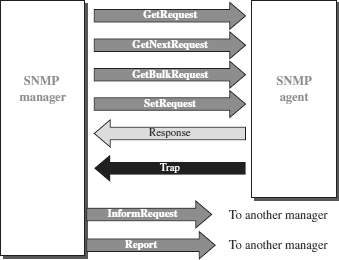 GetRequest
GetNextRequest
GetBulkRequest
SetRequest
SNMP
manager
SNMP
agent
Response
Trap
InformRequest
To another manager
Report
To another manager